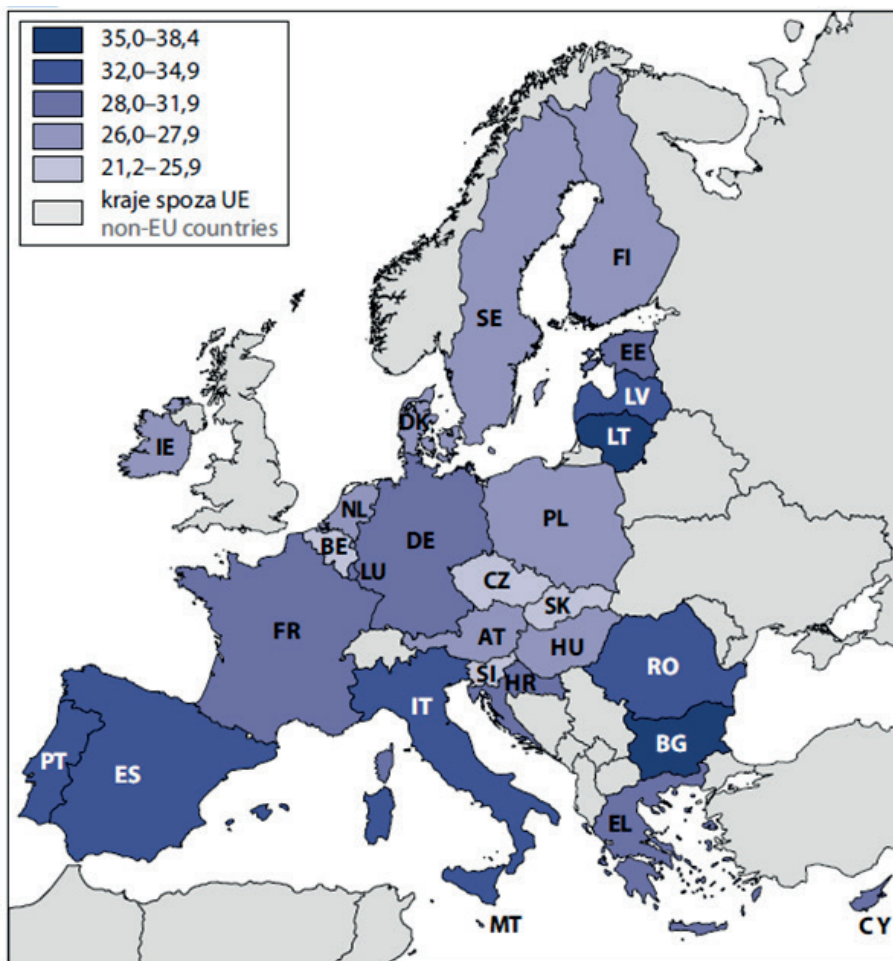 35,0–38,4
32,0–34,9
28,0–31,9
26,0–27,9
21,2–25,9
kraje spoza UE
non-EU countries
FI
SE
EE
LV
LT
DK
IE
NL
PL
BE
DE
LU
CZ
SK
FR
AT
HU
SI
RO
HR
IT
BG
PT
ES
EL
MT
CY